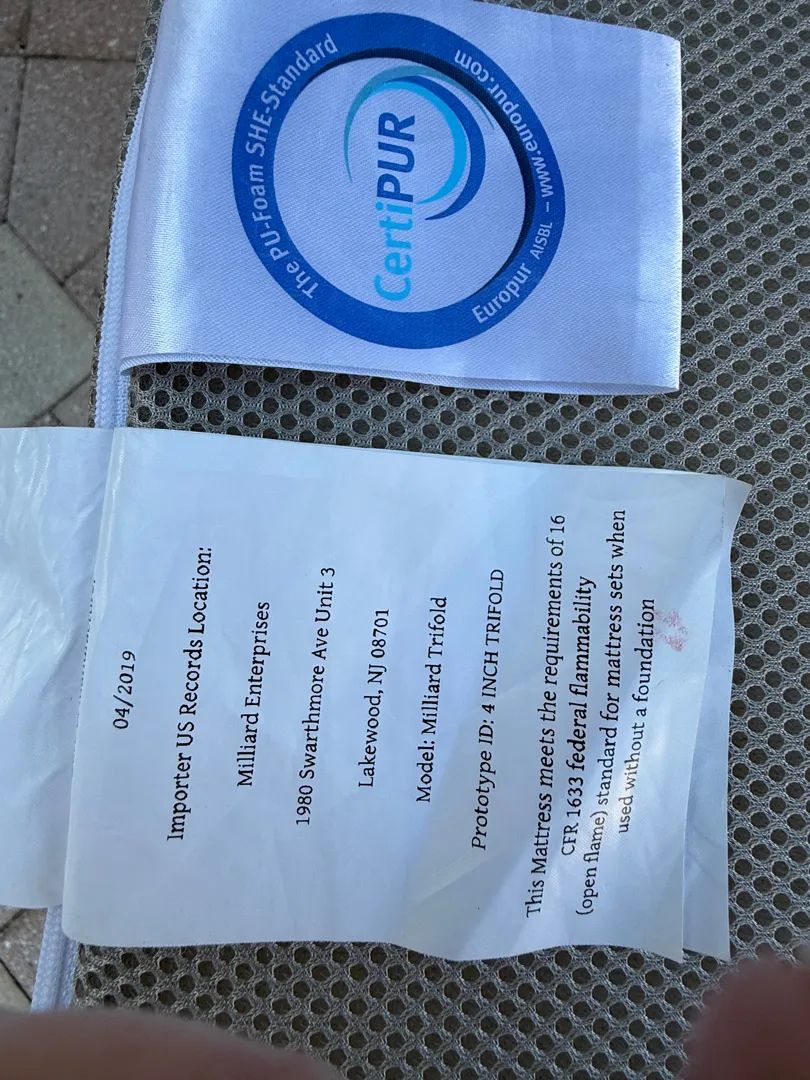 The PU-Foam SHE-Standard
CertiPUR
Europur AISBL – www.europur.com
04/2019
Importer US Records Location:
Milliard Enterprises
1980 Swarthmore Ave Unit 3
Lakewood, NJ 08701
Model: Milliard Trifold
Prototype ID: 4 INCH TRIFOLD
This Mattress meets the requirements of 16
CFR 1633 federal flammability
(open flame) standard for mattress sets when
used without a foundation